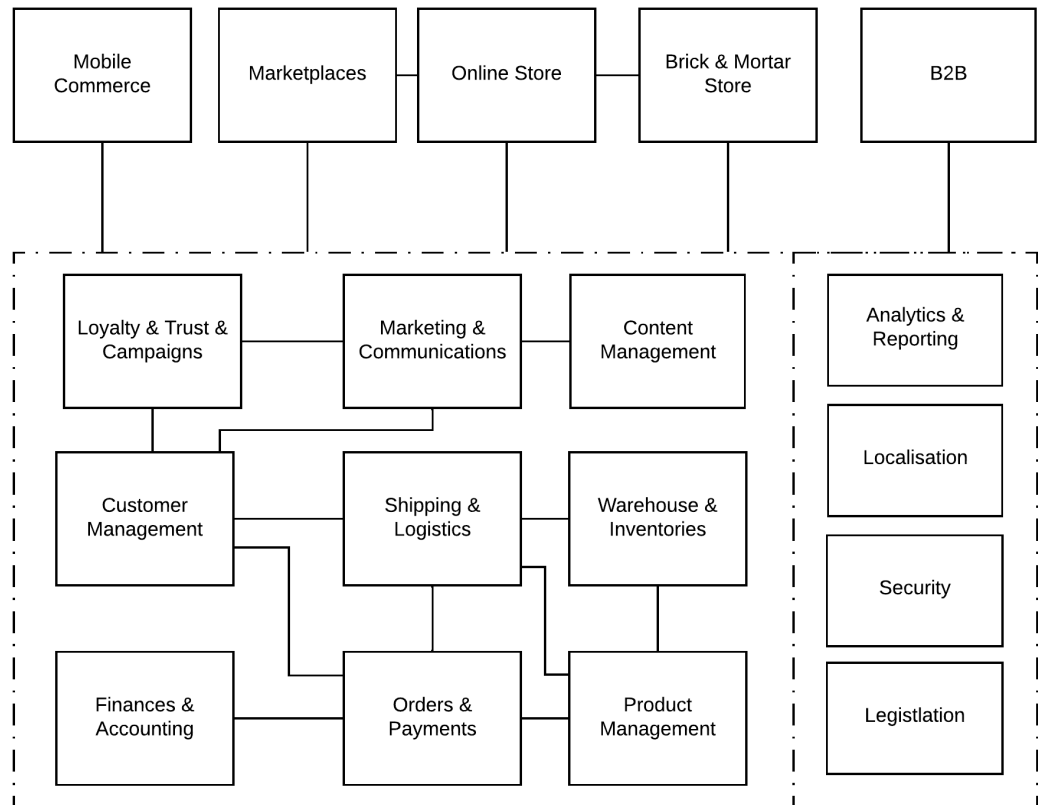 Mobile
Commerce
Marketplaces
Online Store
Brick & Mortar
Store
B2B
Loyalty & Trust &
Campaigns
Marketing &
Communications
Content
Management
Analytics &
Reporting
Localisation
Customer
Management
Shipping &
Logistics
Warehouse &
Inventories
Security
Finances &
Accounting
Orders &
Payments
Product
Management
Legistlation